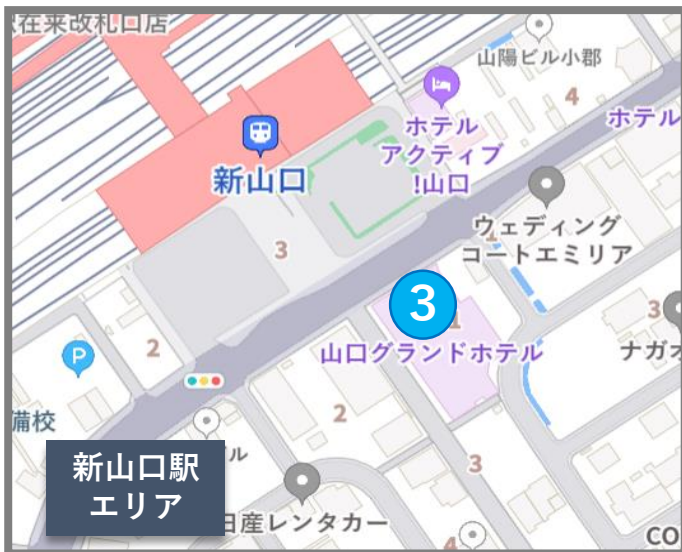 在来改札口店
山陽ビル小郡
4
ホテル
ホテル
アクティブ
!山口
新山口
ウェディング
コートエミリア
1
3
3
1
3
山口グランドホテル
ナガオ
P
2
2
備校
ル
3
新山口駅
エリア
日産レンタカー
4
CO